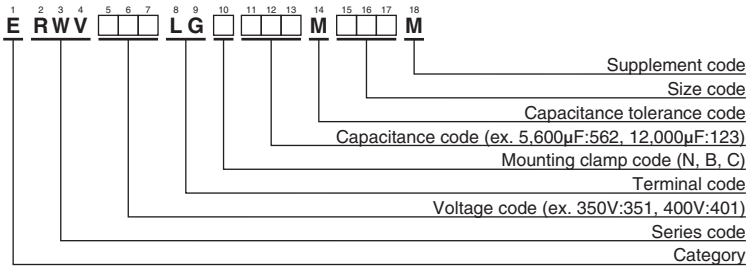 1 2 3 4 5 6 7 8 9 10 11 12 13 14 15 16 17 18
E RWV □□□ LG □ □□□ M □□□ M
Supplement code
Size code
Capacitance tolerance code
Capacitance code (ex. 5,600µF:562, 12,000µF:123)
Mounting clamp code (N, B, C)
Terminal code
Voltage code (ex. 350V:351, 400V:401)
Series code
Category